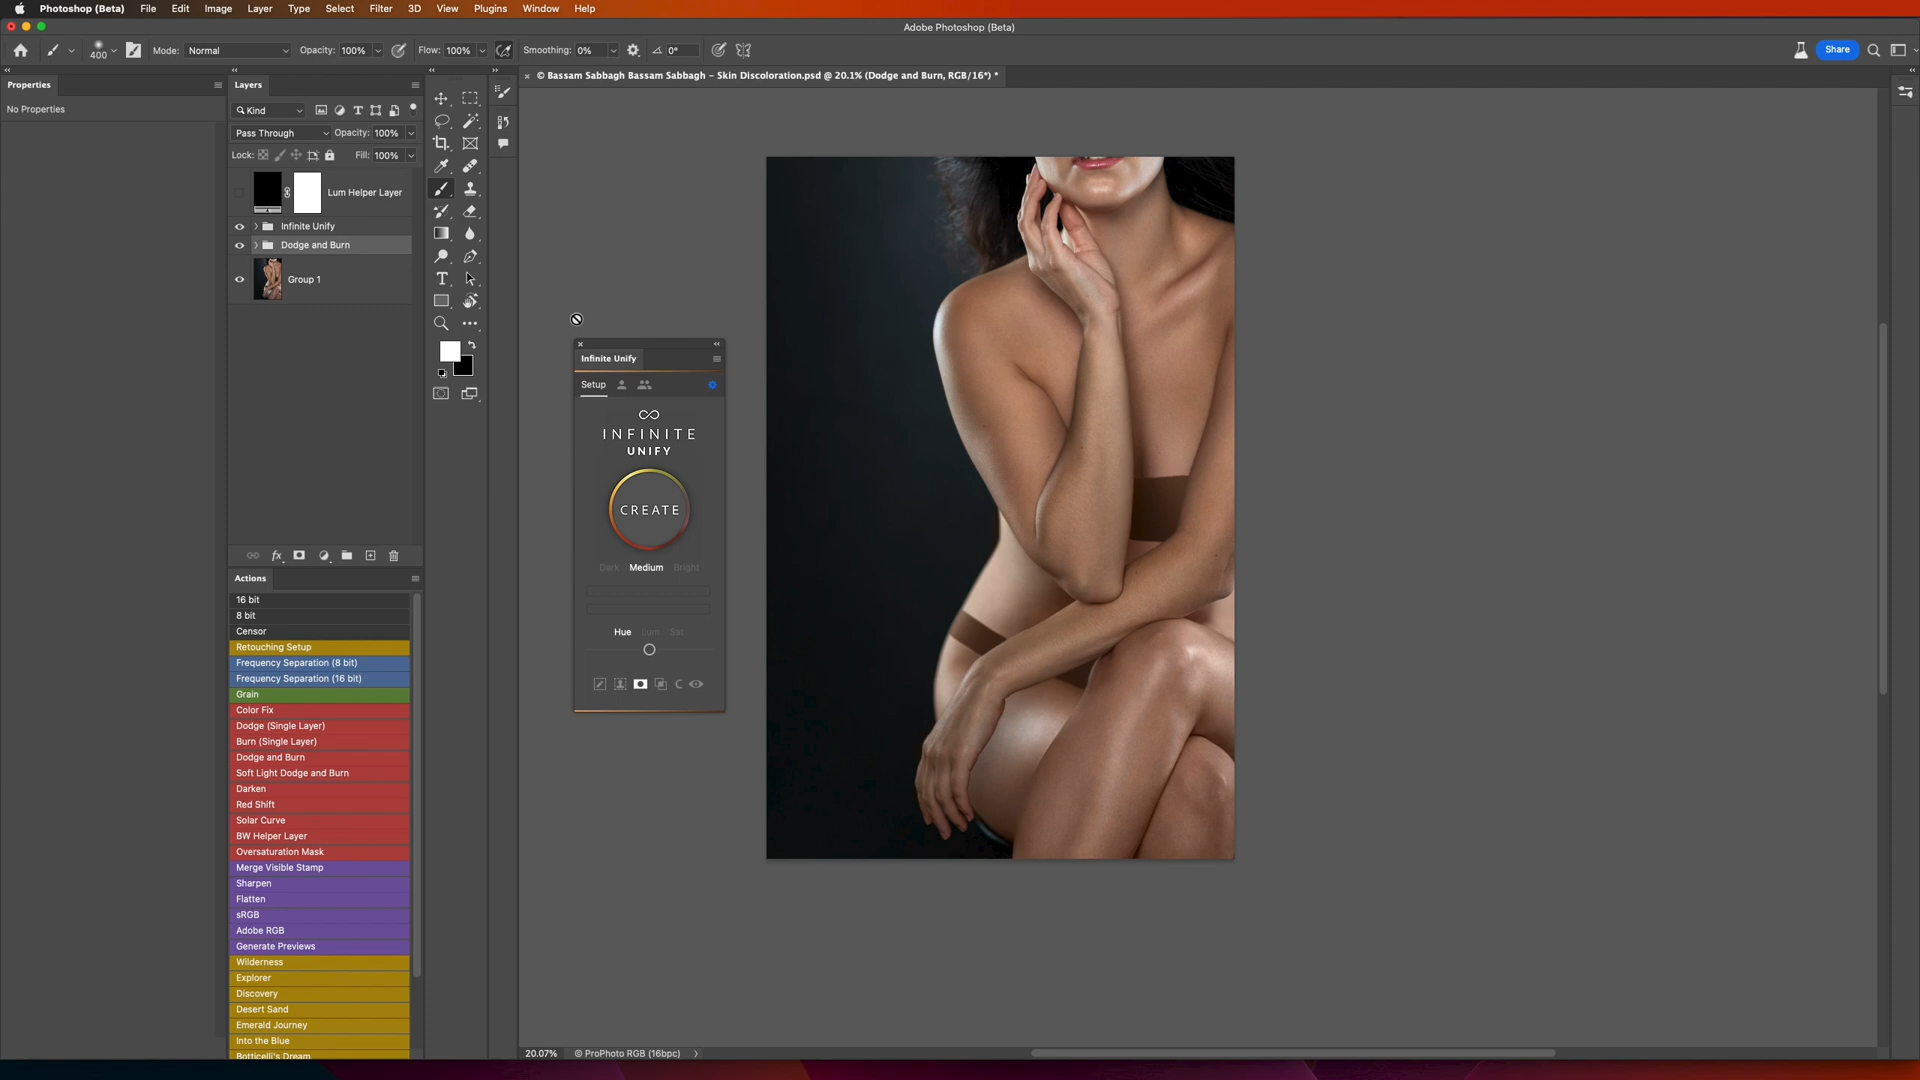 Photoshop (Beta) File Edit Image Layer Type Select Filter 3D View Plugins Window Help
Adobe Photoshop (Beta)
400 Mode: Normal Opacity: 100% Flow: 100% Smoothing: 0% 0° Share
Properties
No Properties
Layers
Kind
Pass Through Opacity: 100%
Lock: Fill: 100%
Lum Helper Layer
Infinite Unify
Dodge and Burn
Group 1
fx
© Bassam Sabbagh Bassam Sabbagh – Skin Discoloration.psd @ 20.1% (Dodge and Burn, RGB/16*) *
Infinite Unify
Setup
INFINITE
UNIFY
CREATE
Dark Medium Bright
Hue Lum Sat
Actions
16 bit
8 bit
Censor
Retouching Setup
Frequency Separation (8 bit)
Frequency Separation (16 bit)
Grain
Color Fix
Dodge (Single Layer)
Burn (Single Layer)
Dodge and Burn
Soft Light Dodge and Burn
Darken
Red Shift
Solar Curve
BW Helper Layer
Oversaturation Mask
Merge Visible Stamp
Sharpen
Flatten
sRGB
Adobe RGB
Generate Previews
Wilderness
Explorer
Discovery
Desert Sand
Emerald Journey
Into the Blue
Botticelli's Dream
20.07% © ProPhoto RGB (16bpc)